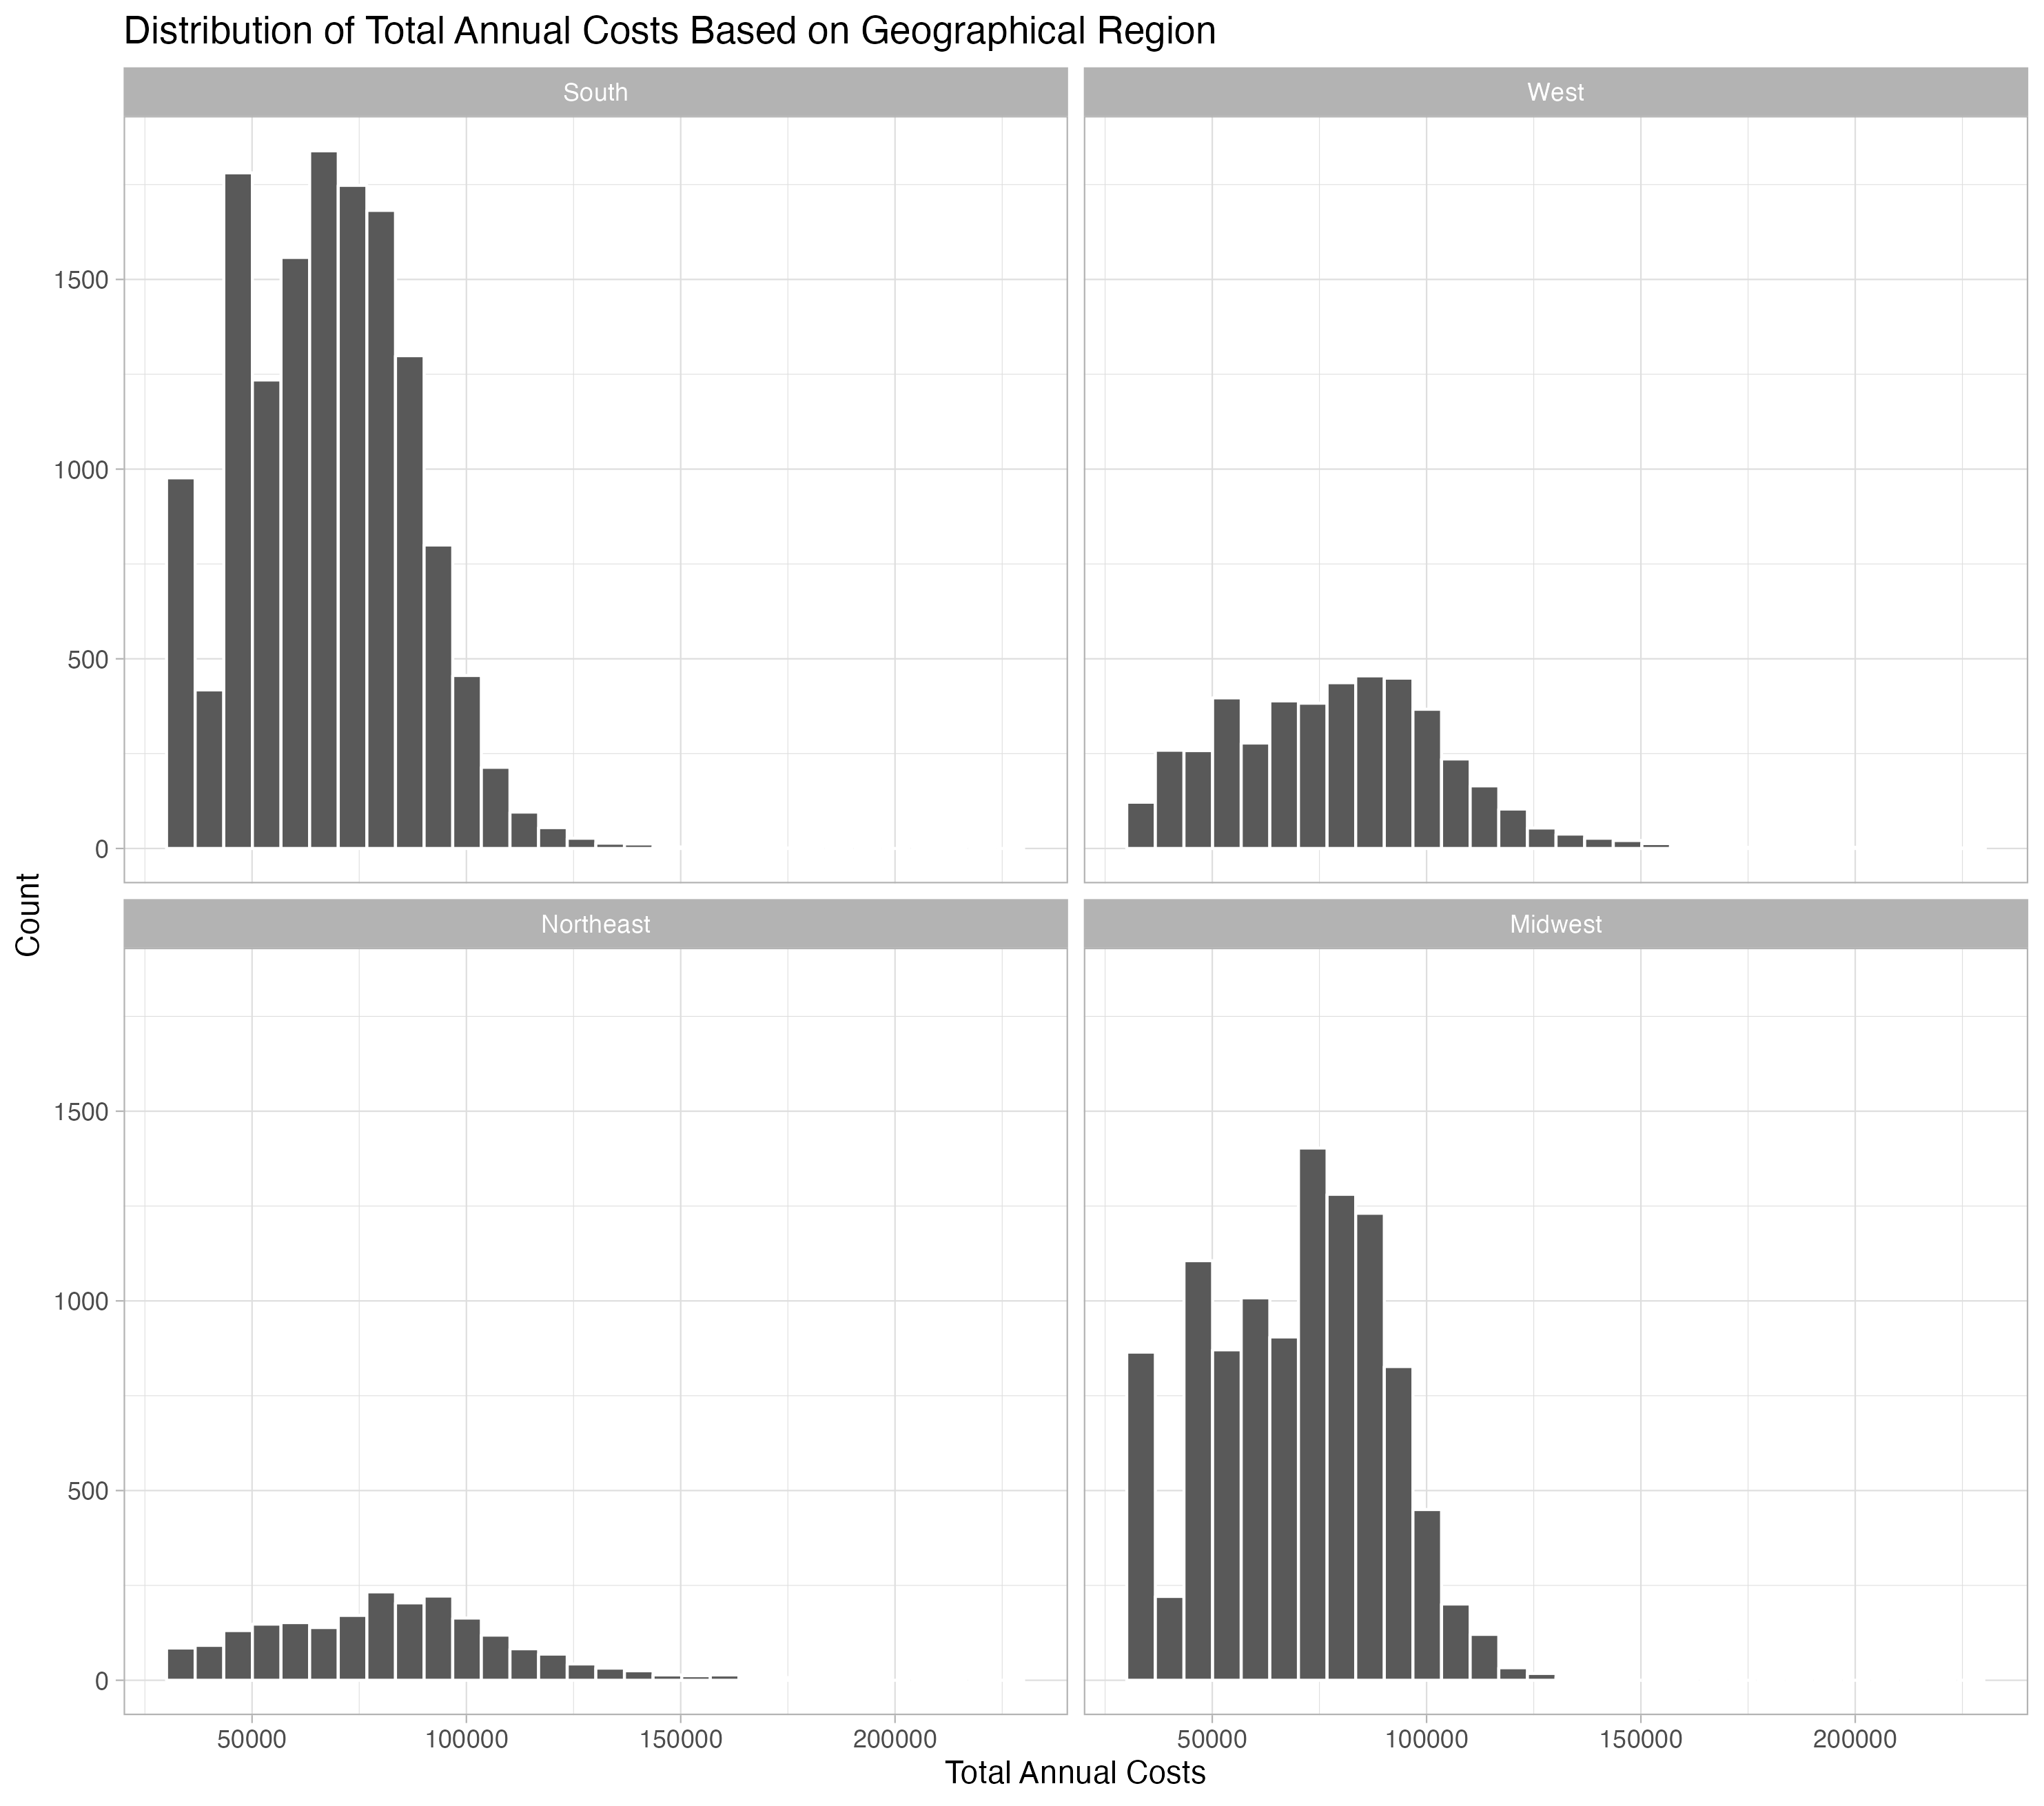 Distribution of Total Annual Costs Based on Geographical Region
South
West
1500
1000
500
0
Count
Northeast
Midwest
1500
1000
500
0
50000 100000 150000 200000 50000 100000 150000 200000
Total Annual Costs